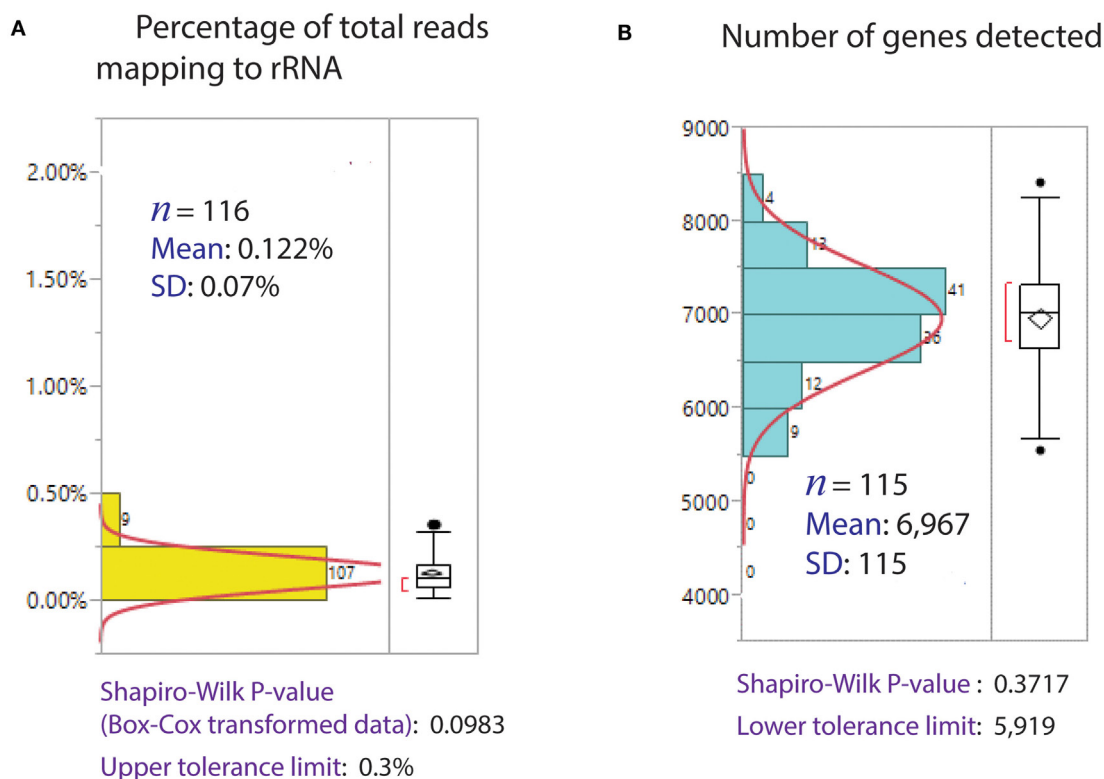 A
Percentage of total reads
mapping to rRNA
2.00%
1.50%
1.00%
0.50%
0.00%
n = 116
Mean: 0.122%
SD: 0.07%
9
107
Shapiro-Wilk P-value
(Box-Cox transformed data): 0.0983
Upper tolerance limit: 0.3%
B
Number of genes detected
9000
8000
7000
6000
5000
4000
4
13
41
36
12
9
0
0
0
n = 115
Mean: 6,967
SD: 115
Shapiro-Wilk P-value : 0.3717
Lower tolerance limit: 5,919